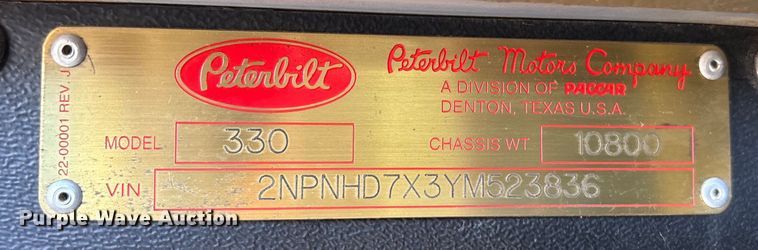 Peterbilt
Peterbilt Motors Company
A DIVISION OF PACCAR
DENTON, TEXAS U.S.A.
22-00001 REV. J
MODEL 330 CHASSIS WT 10800
VIN 2NPNHD7X3YM523836
Purple Wave Auction